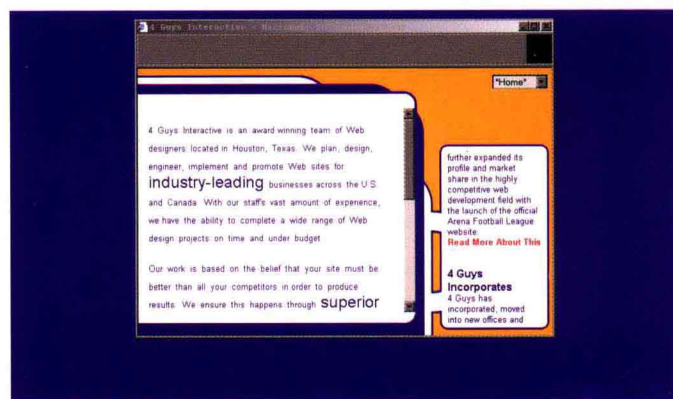 4 Guys Interactive -
"Home"
4 Guys Interactive is an award winning team of Web
designers located in Houston, Texas. We plan, design,
engineer, implement and promote Web sites for
industry-leading businesses across the U.S.
and Canada. With our staff's vast amount of experience,
we have the ability to complete a wide range of Web
design projects on time and under budget
Our work is based on the belief that your site must be
better than all your competitors in order to produce
results. We ensure this happens through superior
further expanded its
profile and market
share in the highly
competitive web
development field with
the launch of the official
Arena Football League
website.
Read More About This
4 Guys
Incorporates
4 Guys has
incorporated, moved
into new offices and